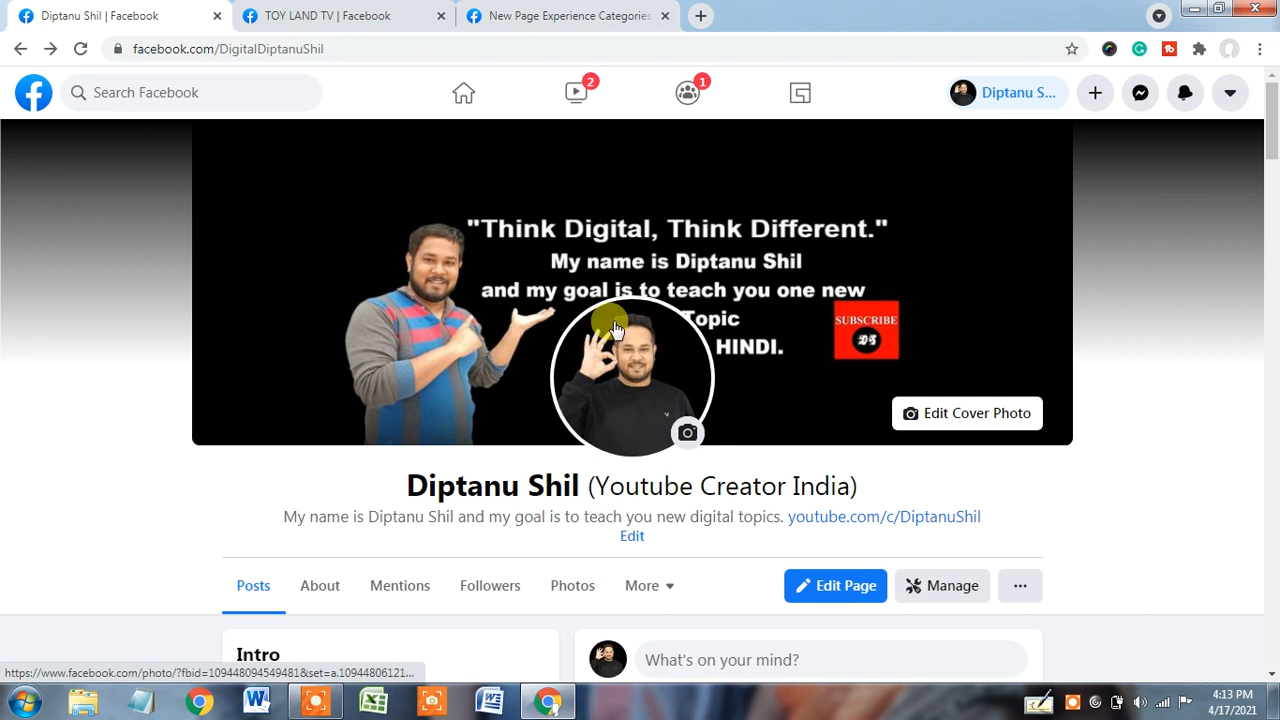 Diptanu Shil | Facebook
TOY LAND TV | Facebook
New Page Experience Categories
facebook.com/DigitalDiptanuShil
Search Facebook
2
1
Diptanu S...
"Think Digital, Think Different."
My name is Diptanu Shil
and my goal is to teach you one new
Topic
HINDI.
SUBSCRIBE
DS
Edit Cover Photo
Diptanu Shil (Youtube Creator India)
My name is Diptanu Shil and my goal is to teach you new digital topics. youtube.com/c/DiptanuShil
Edit
Posts About Mentions Followers Photos More
Edit Page
Manage
...
Intro
What's on your mind?
https://www.facebook.com/photo/?fbid=109448094549481&set=a.10944806121...
4:13 PM
4/17/2021